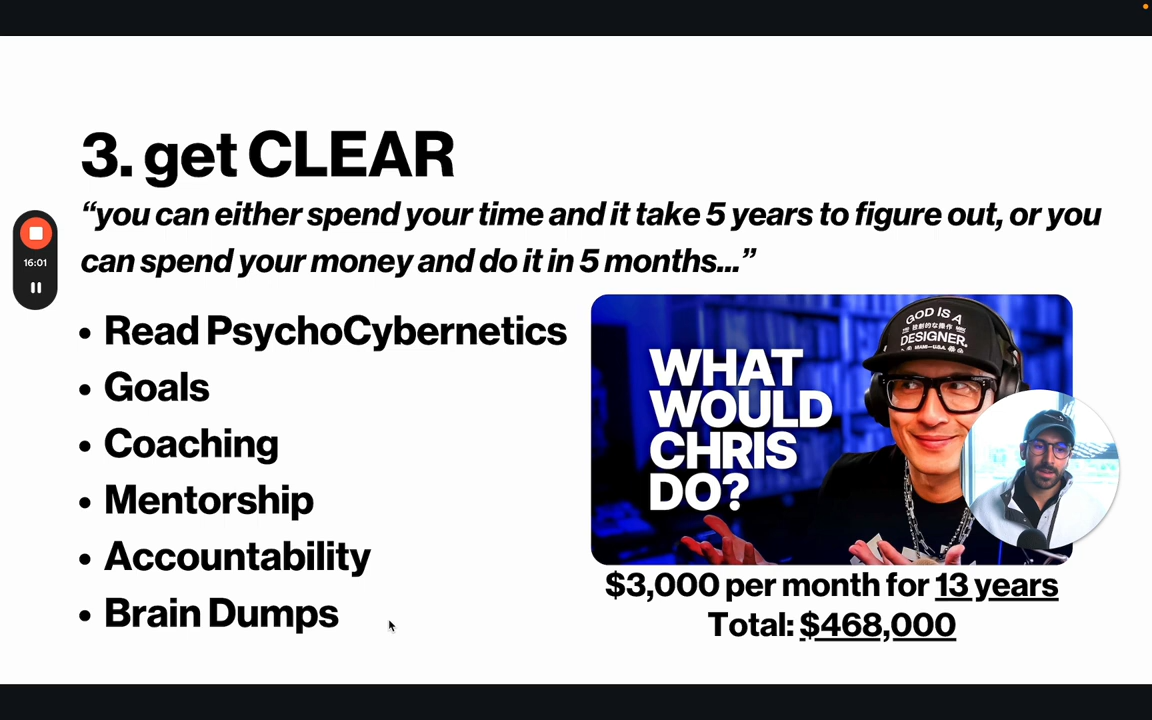 3. get CLEAR
“you can either spend your time and it take 5 years to figure out, or you
can spend your money and do it in 5 months...”
16:01
• Read PsychoCybernetics
• Goals
• Coaching
• Mentorship
• Accountability
• Brain Dumps
GOD IS A
DESIGNER.
WHAT
WOULD
CHRIS
DO?
$3,000 per month for 13 years
Total: $468,000